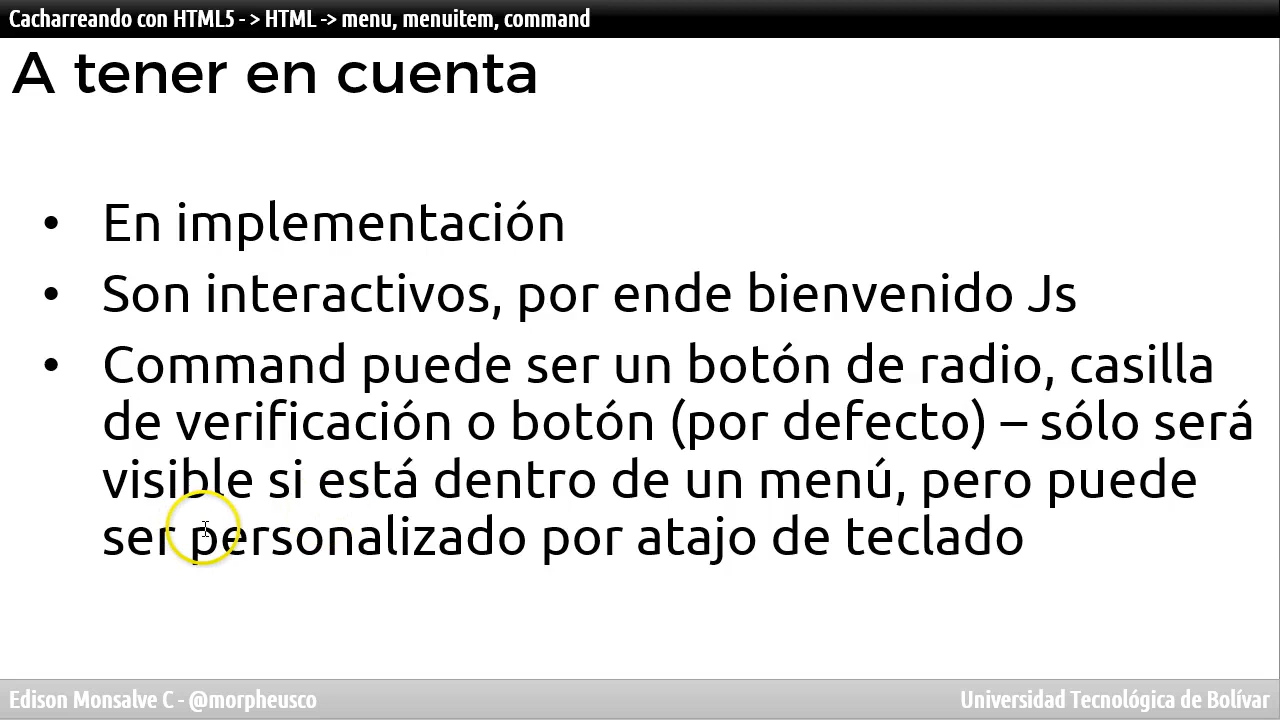 Cacharreando con HTML5 - > HTML -> menu, menuitem, command
A tener en cuenta
• En implementación
• Son interactivos, por ende bienvenido Js
• Command puede ser un botón de radio, casilla
de verificación o botón (por defecto) – sólo será
visible si está dentro de un menú, pero puede
ser personalizado por atajo de teclado
Edison Monsalve C - @morpheusco
Universidad Tecnológica de Bolívar